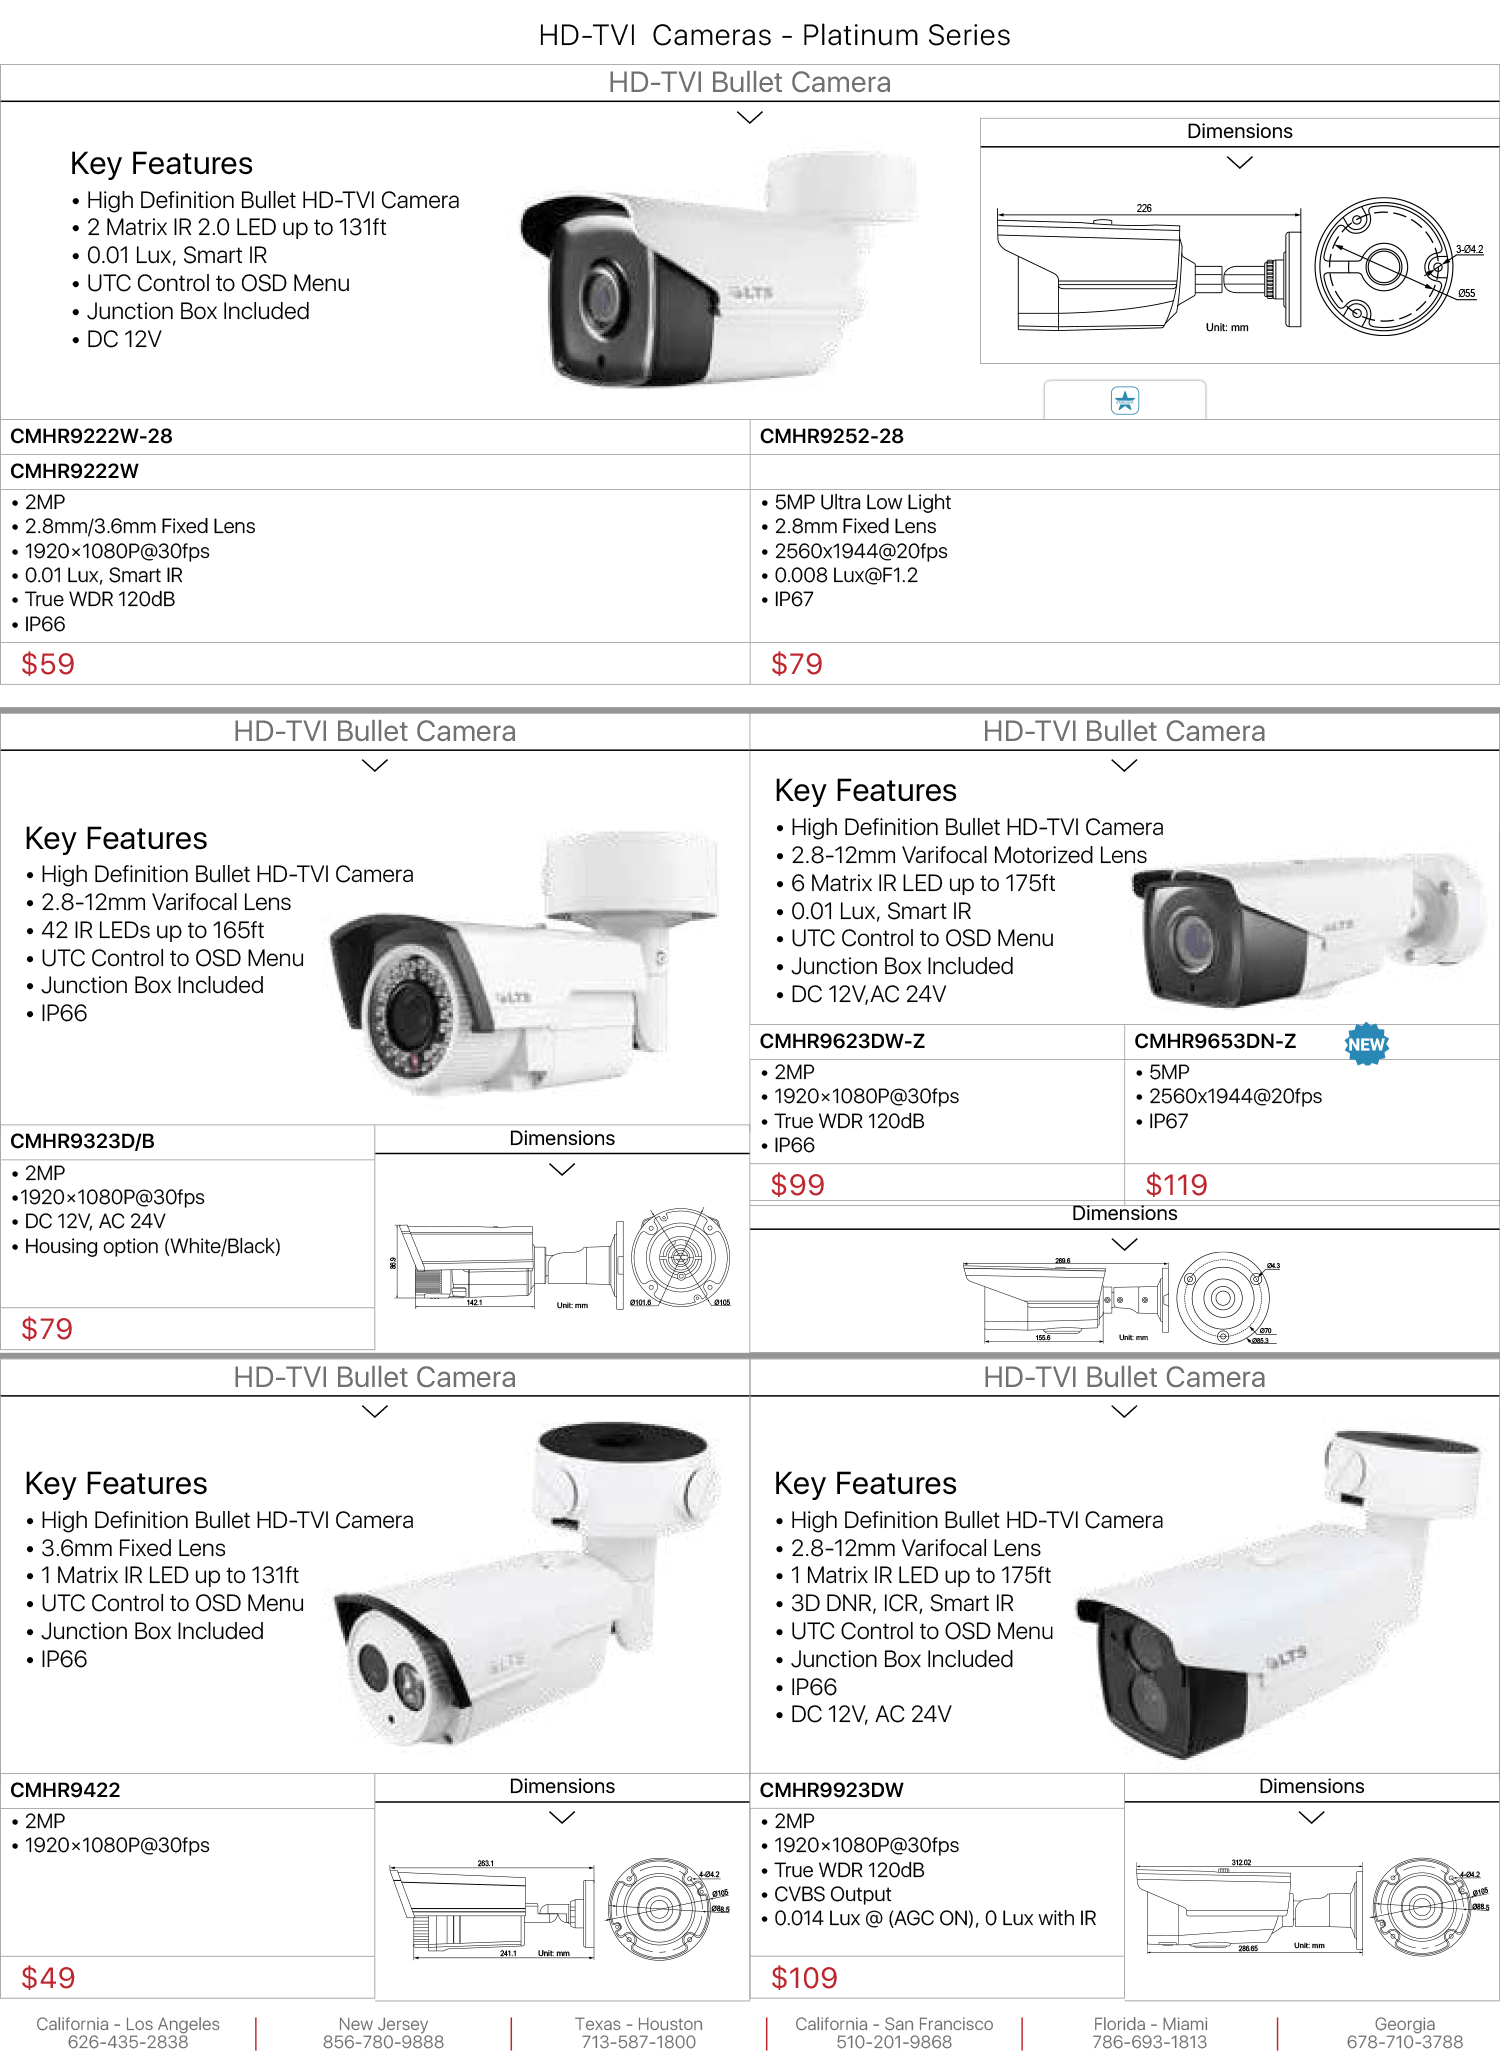 HD-TVI Cameras - Platinum Series
HD-TVI Bullet Camera
Key Features
• High Definition Bullet HD-TVI Camera
• 2 Matrix IR 2.0 LED up to 131ft
• 0.01 Lux, Smart IR
• UTC Control to OSD Menu
• Junction Box Included
• DC 12V
LTS
Dimensions
226
3-Ø4.2
Ø55
Unit: mm
CMHR9222W-28
CMHR9222W
• 2MP
• 2.8mm/3.6mm Fixed Lens
• 1920×1080P@30fps
• 0.01 Lux, Smart IR
• True WDR 120dB
• IP66
$59
CMHR9252-28
• 5MP Ultra Low Light
• 2.8mm Fixed Lens
• 2560x1944@20fps
• 0.008 Lux@F1.2
• IP67
$79
HD-TVI Bullet Camera
Key Features
• High Definition Bullet HD-TVI Camera
• 2.8-12mm Varifocal Lens
• 42 IR LEDs up to 165ft
• UTC Control to OSD Menu
• Junction Box Included
• IP66
LTS
CMHR9323D/B
• 2MP
•1920×1080P@30fps
• DC 12V, AC 24V
• Housing option (White/Black)
$79
Dimensions
86.9
142.1
Unit: mm
Ø101.6
Ø105
HD-TVI Bullet Camera
Key Features
• High Definition Bullet HD-TVI Camera
• 2.8-12mm Varifocal Motorized Lens
• 6 Matrix IR LED up to 175ft
• 0.01 Lux, Smart IR
• UTC Control to OSD Menu
• Junction Box Included
• DC 12V,AC 24V
LTS
CMHR9623DW-Z
• 2MP
• 1920×1080P@30fps
• True WDR 120dB
• IP66
$99
CMHR9653DN-Z
NEW
• 5MP
• 2560x1944@20fps
• IP67
$119
Dimensions
269.6
Ø4.3
155.6
Unit: mm
Ø70
Ø85.3
HD-TVI Bullet Camera
Key Features
• High Definition Bullet HD-TVI Camera
• 3.6mm Fixed Lens
• 1 Matrix IR LED up to 131ft
• UTC Control to OSD Menu
• Junction Box Included
• IP66
LTS
CMHR9422
• 2MP
• 1920×1080P@30fps
$49
Dimensions
263.1
4-Ø4.2
Ø105
Ø88.5
241.1
Unit: mm
HD-TVI Bullet Camera
Key Features
• High Definition Bullet HD-TVI Camera
• 2.8-12mm Varifocal Lens
• 1 Matrix IR LED up to 175ft
• 3D DNR, ICR, Smart IR
• UTC Control to OSD Menu
• Junction Box Included
• IP66
• DC 12V, AC 24V
LTS
CMHR9923DW
• 2MP
• 1920×1080P@30fps
• True WDR 120dB
• CVBS Output
• 0.014 Lux @ (AGC ON), 0 Lux with IR
$109
Dimensions
312.02
4-Ø4.2
Ø105
Ø88.5
286.65
Unit: mm
California - Los Angeles
626-435-2838
New Jersey
856-780-9888
Texas - Houston
713-587-1800
California - San Francisco
510-201-9868
Florida - Miami
786-693-1813
Georgia
678-710-3788